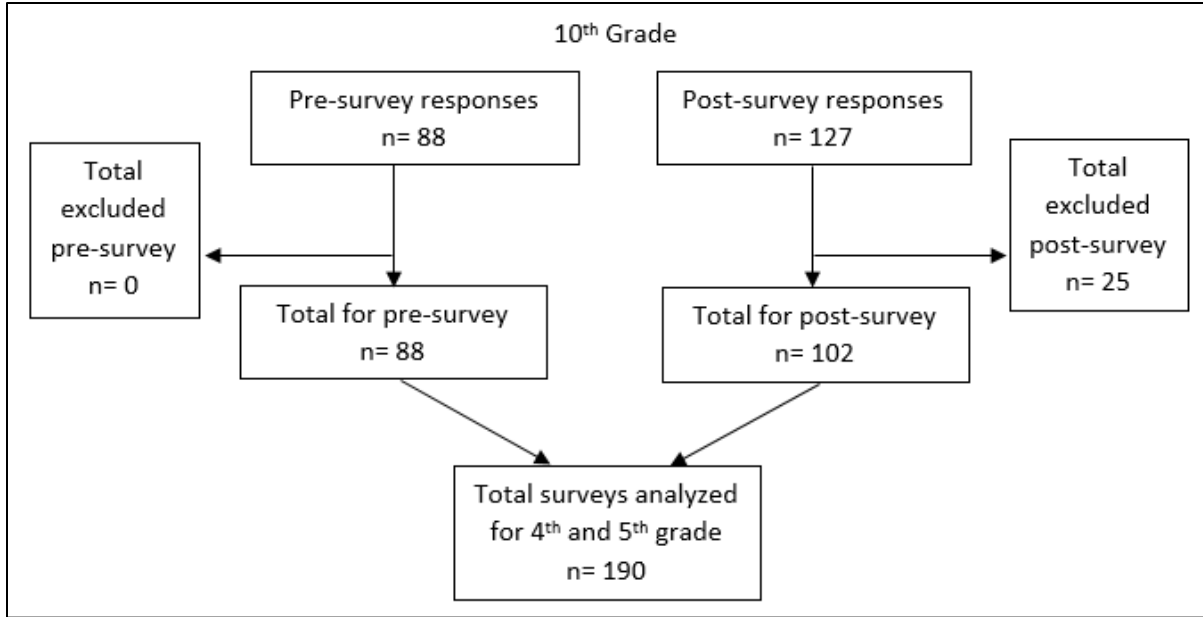 10th Grade
Pre-survey responses
n= 88
Post-survey responses
n= 127
Total
excluded
pre-survey
n= 0
Total
excluded
post-survey
n= 25
Total for pre-survey
n= 88
Total for post-survey
n= 102
Total surveys analyzed
for 4th and 5th grade
n= 190